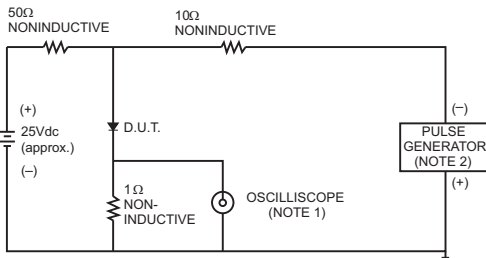 50Ω
NONINDUCTIVE
10Ω
NONINDUCTIVE
(+)
25Vdc
(approx.)
(–)
D.U.T.
1Ω
NON-
INDUCTIVE
OSCILLISCOPE
(NOTE 1)
(–)
PULSE
GENERATOR
(NOTE 2)
(+)